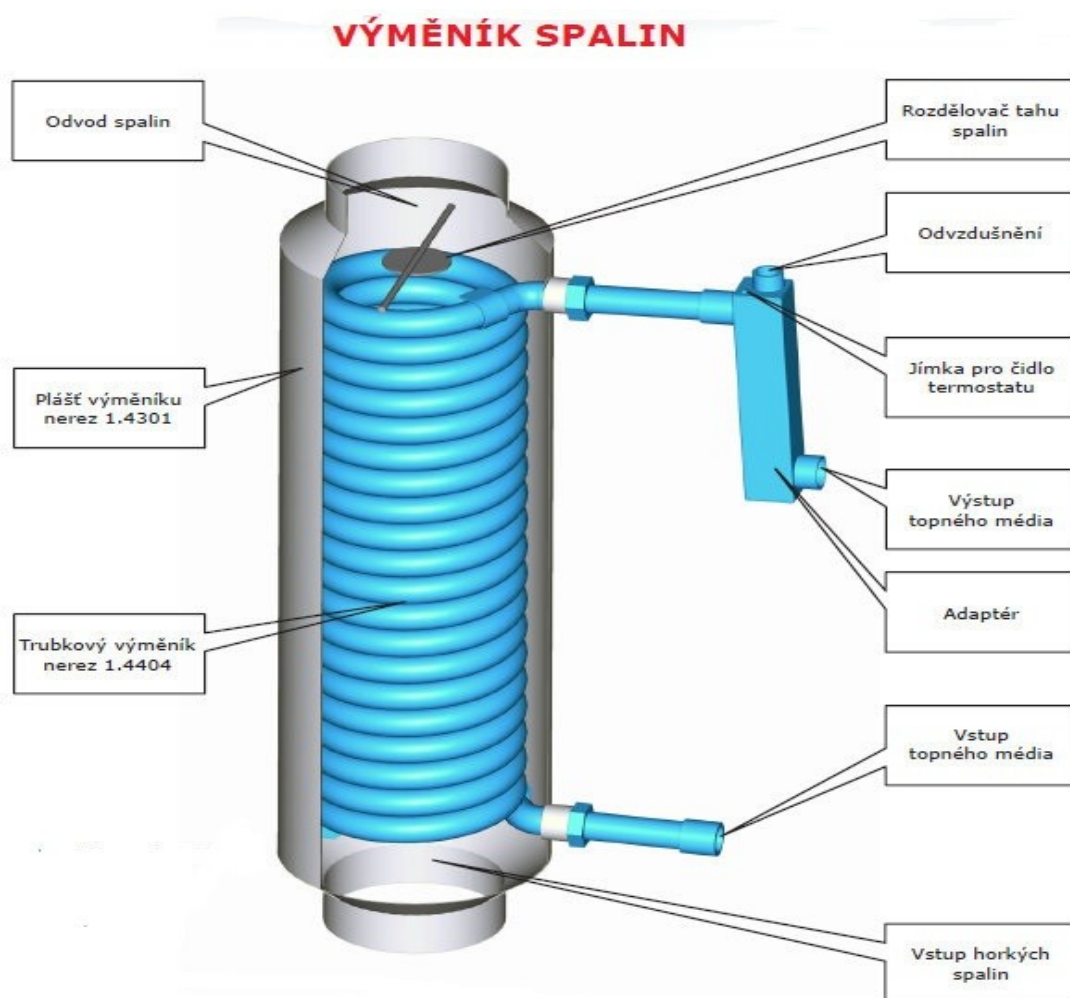 VÝMĚNÍK SPALIN
Odvod spalin
Rozdělovač tahu
spalin
Odvzdušnění
Jímka pro čidlo
termostatu
Plášť výměníku
nerez 1.4301
Výstup
topného média
Adaptér
Trubkový výměník
nerez 1.4404
Vstup
topného média
Vstup horkých
spalin